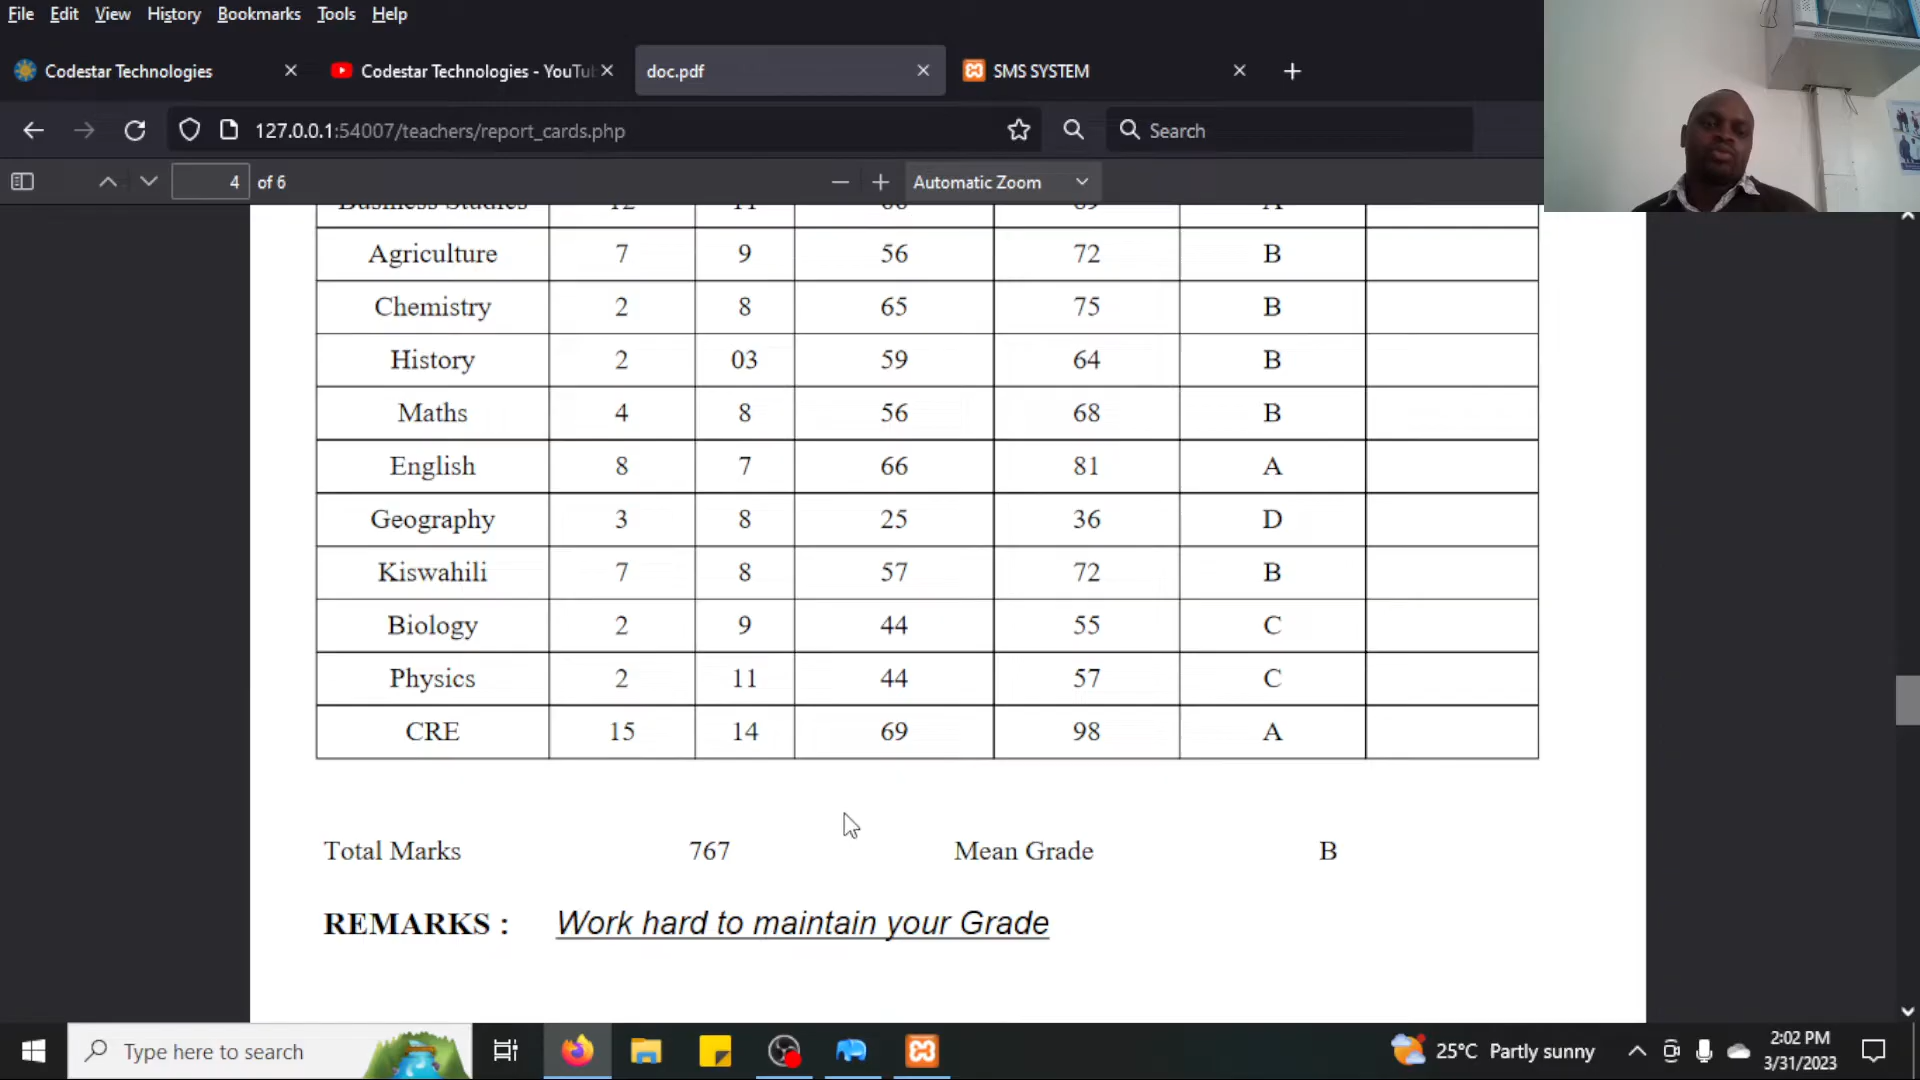 File Edit View History Bookmarks Tools Help
Codestar Technologies
Codestar Technologies - YouTu
doc.pdf
SMS SYSTEM
127.0.0.1:54007/teachers/report_cards.php
Search
4 of 6
Automatic Zoom
Business Studies 12 11
Agriculture 7 9 56 72 B
Chemistry 2 8 65 75 B
History 2 03 59 64 B
Maths 4 8 56 68 B
English 8 7 66 81 A
Geography 3 8 25 36 D
Kiswahili 7 8 57 72 B
Biology 2 9 44 55 C
Physics 2 11 44 57 C
CRE 15 14 69 98 A
Total Marks 767 Mean Grade B
REMARKS : Work hard to maintain your Grade
Type here to search
25°C Partly sunny
2:02 PM
3/31/2023